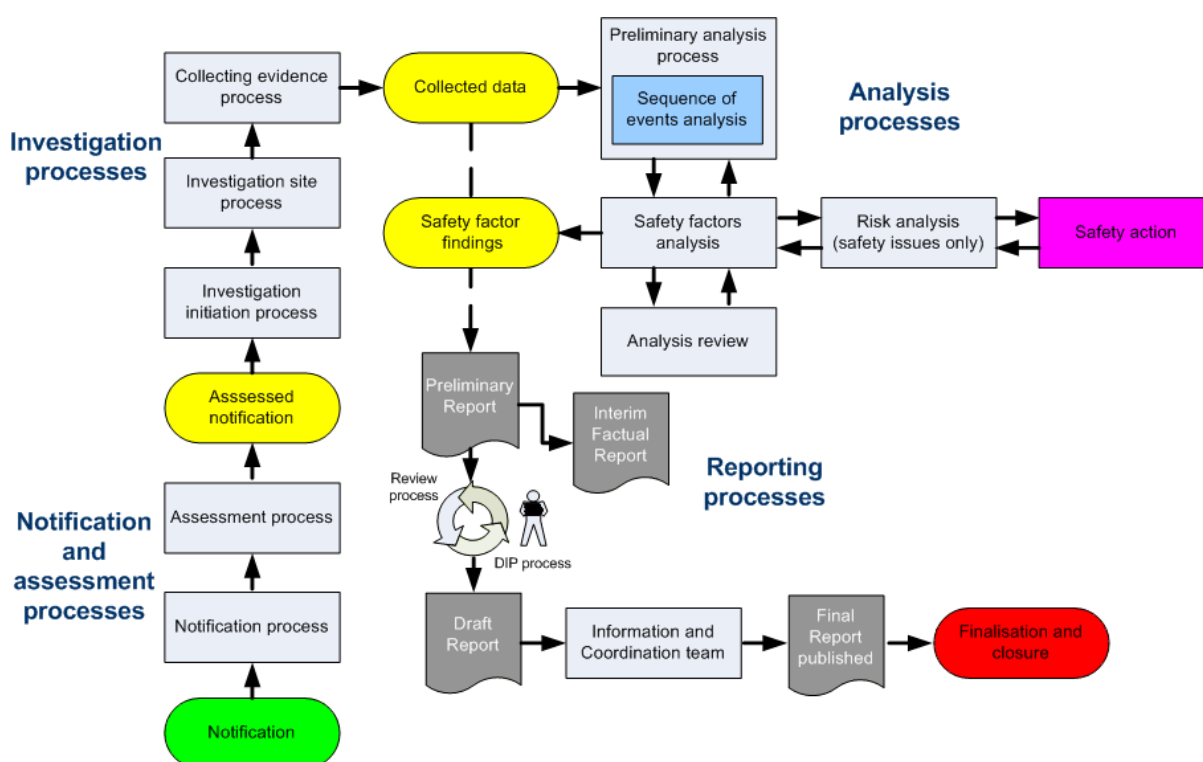 Preliminary analysis
process
Sequence of
events analysis
Collecting evidence
process
Collected data
Analysis
processes
Investigation
processes
Investigation site
process
Safety factor
findings
Safety factors
analysis
Risk analysis
(safety issues only)
Safety action
Investigation
initiation process
Analysis review
Asssessed
notification
Preliminary
Report
Interim
Factual
Report
Reporting
processes
Review
process
DIP process
Notification
and
assessment
processes
Assessment process
Notification process
Draft
Report
Information and
Coordination team
Final
Report
published
Finalisation and
closure
Notification